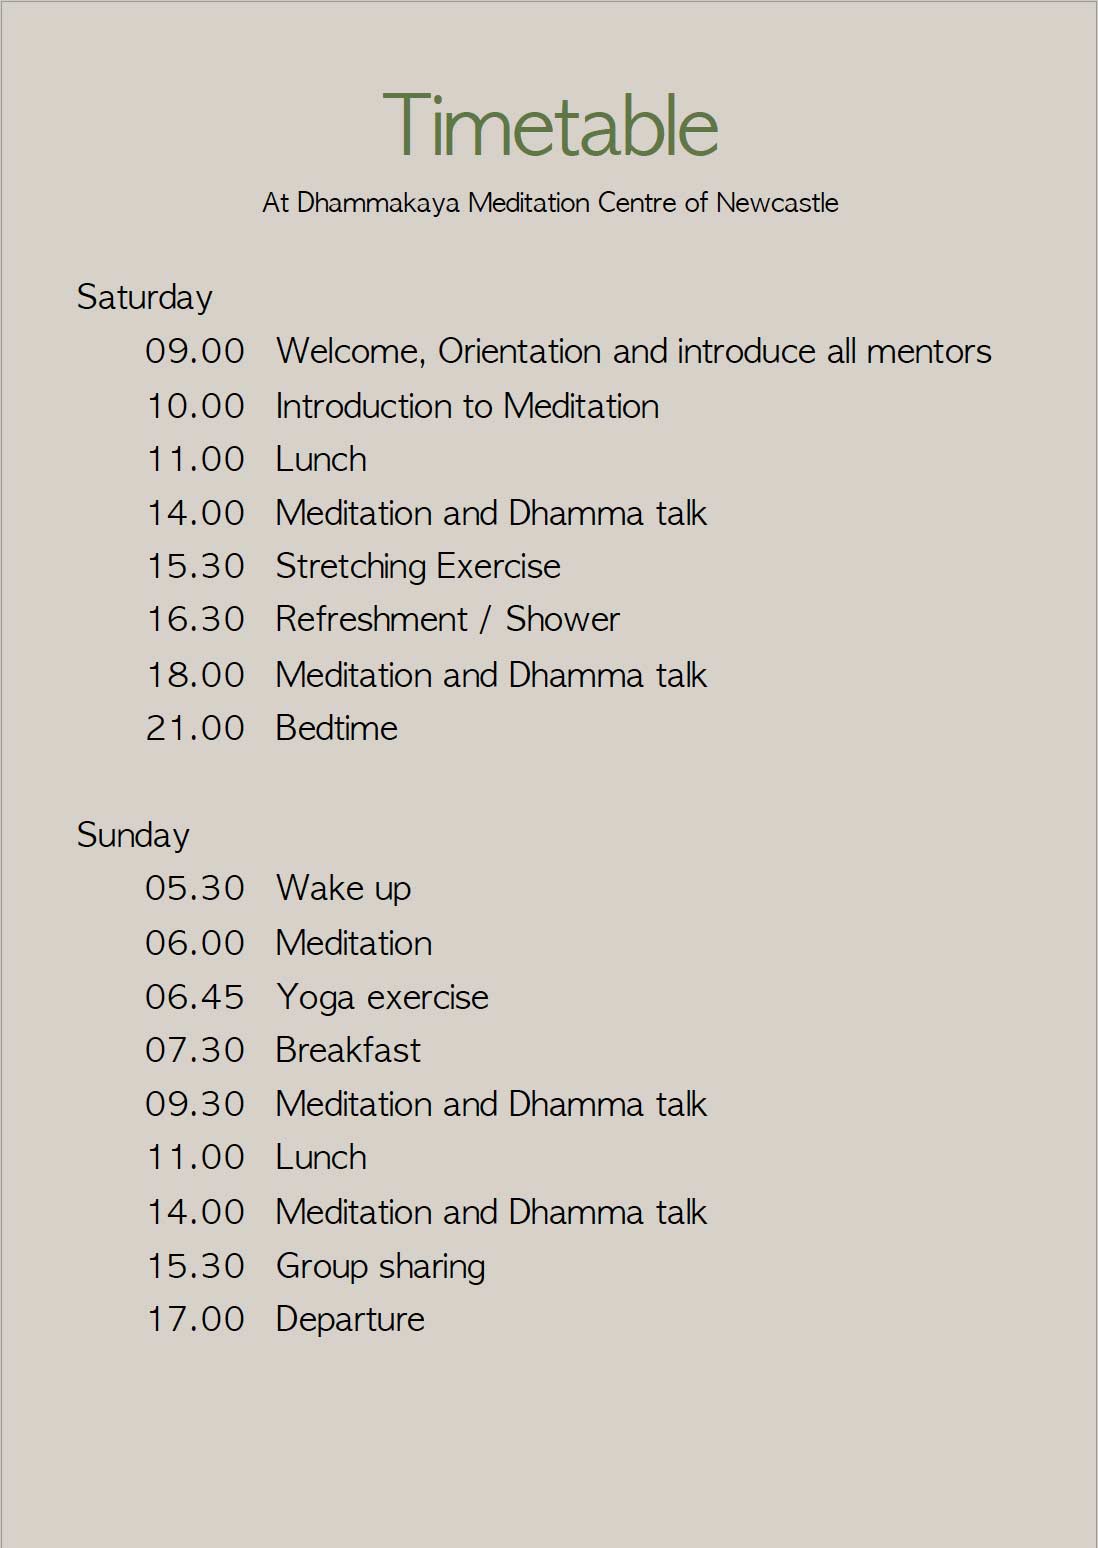 Timetable
At Dhammakaya Meditation Centre of Newcastle
Saturday
09.00 Welcome, Orientation and introduce all mentors
10.00 Introduction to Meditation
11.00 Lunch
14.00 Meditation and Dhamma talk
15.30 Stretching Exercise
16.30 Refreshment / Shower
18.00 Meditation and Dhamma talk
21.00 Bedtime
Sunday
05.30 Wake up
06.00 Meditation
06.45 Yoga exercise
07.30 Breakfast
09.30 Meditation and Dhamma talk
11.00 Lunch
14.00 Meditation and Dhamma talk
15.30 Group sharing
17.00 Departure